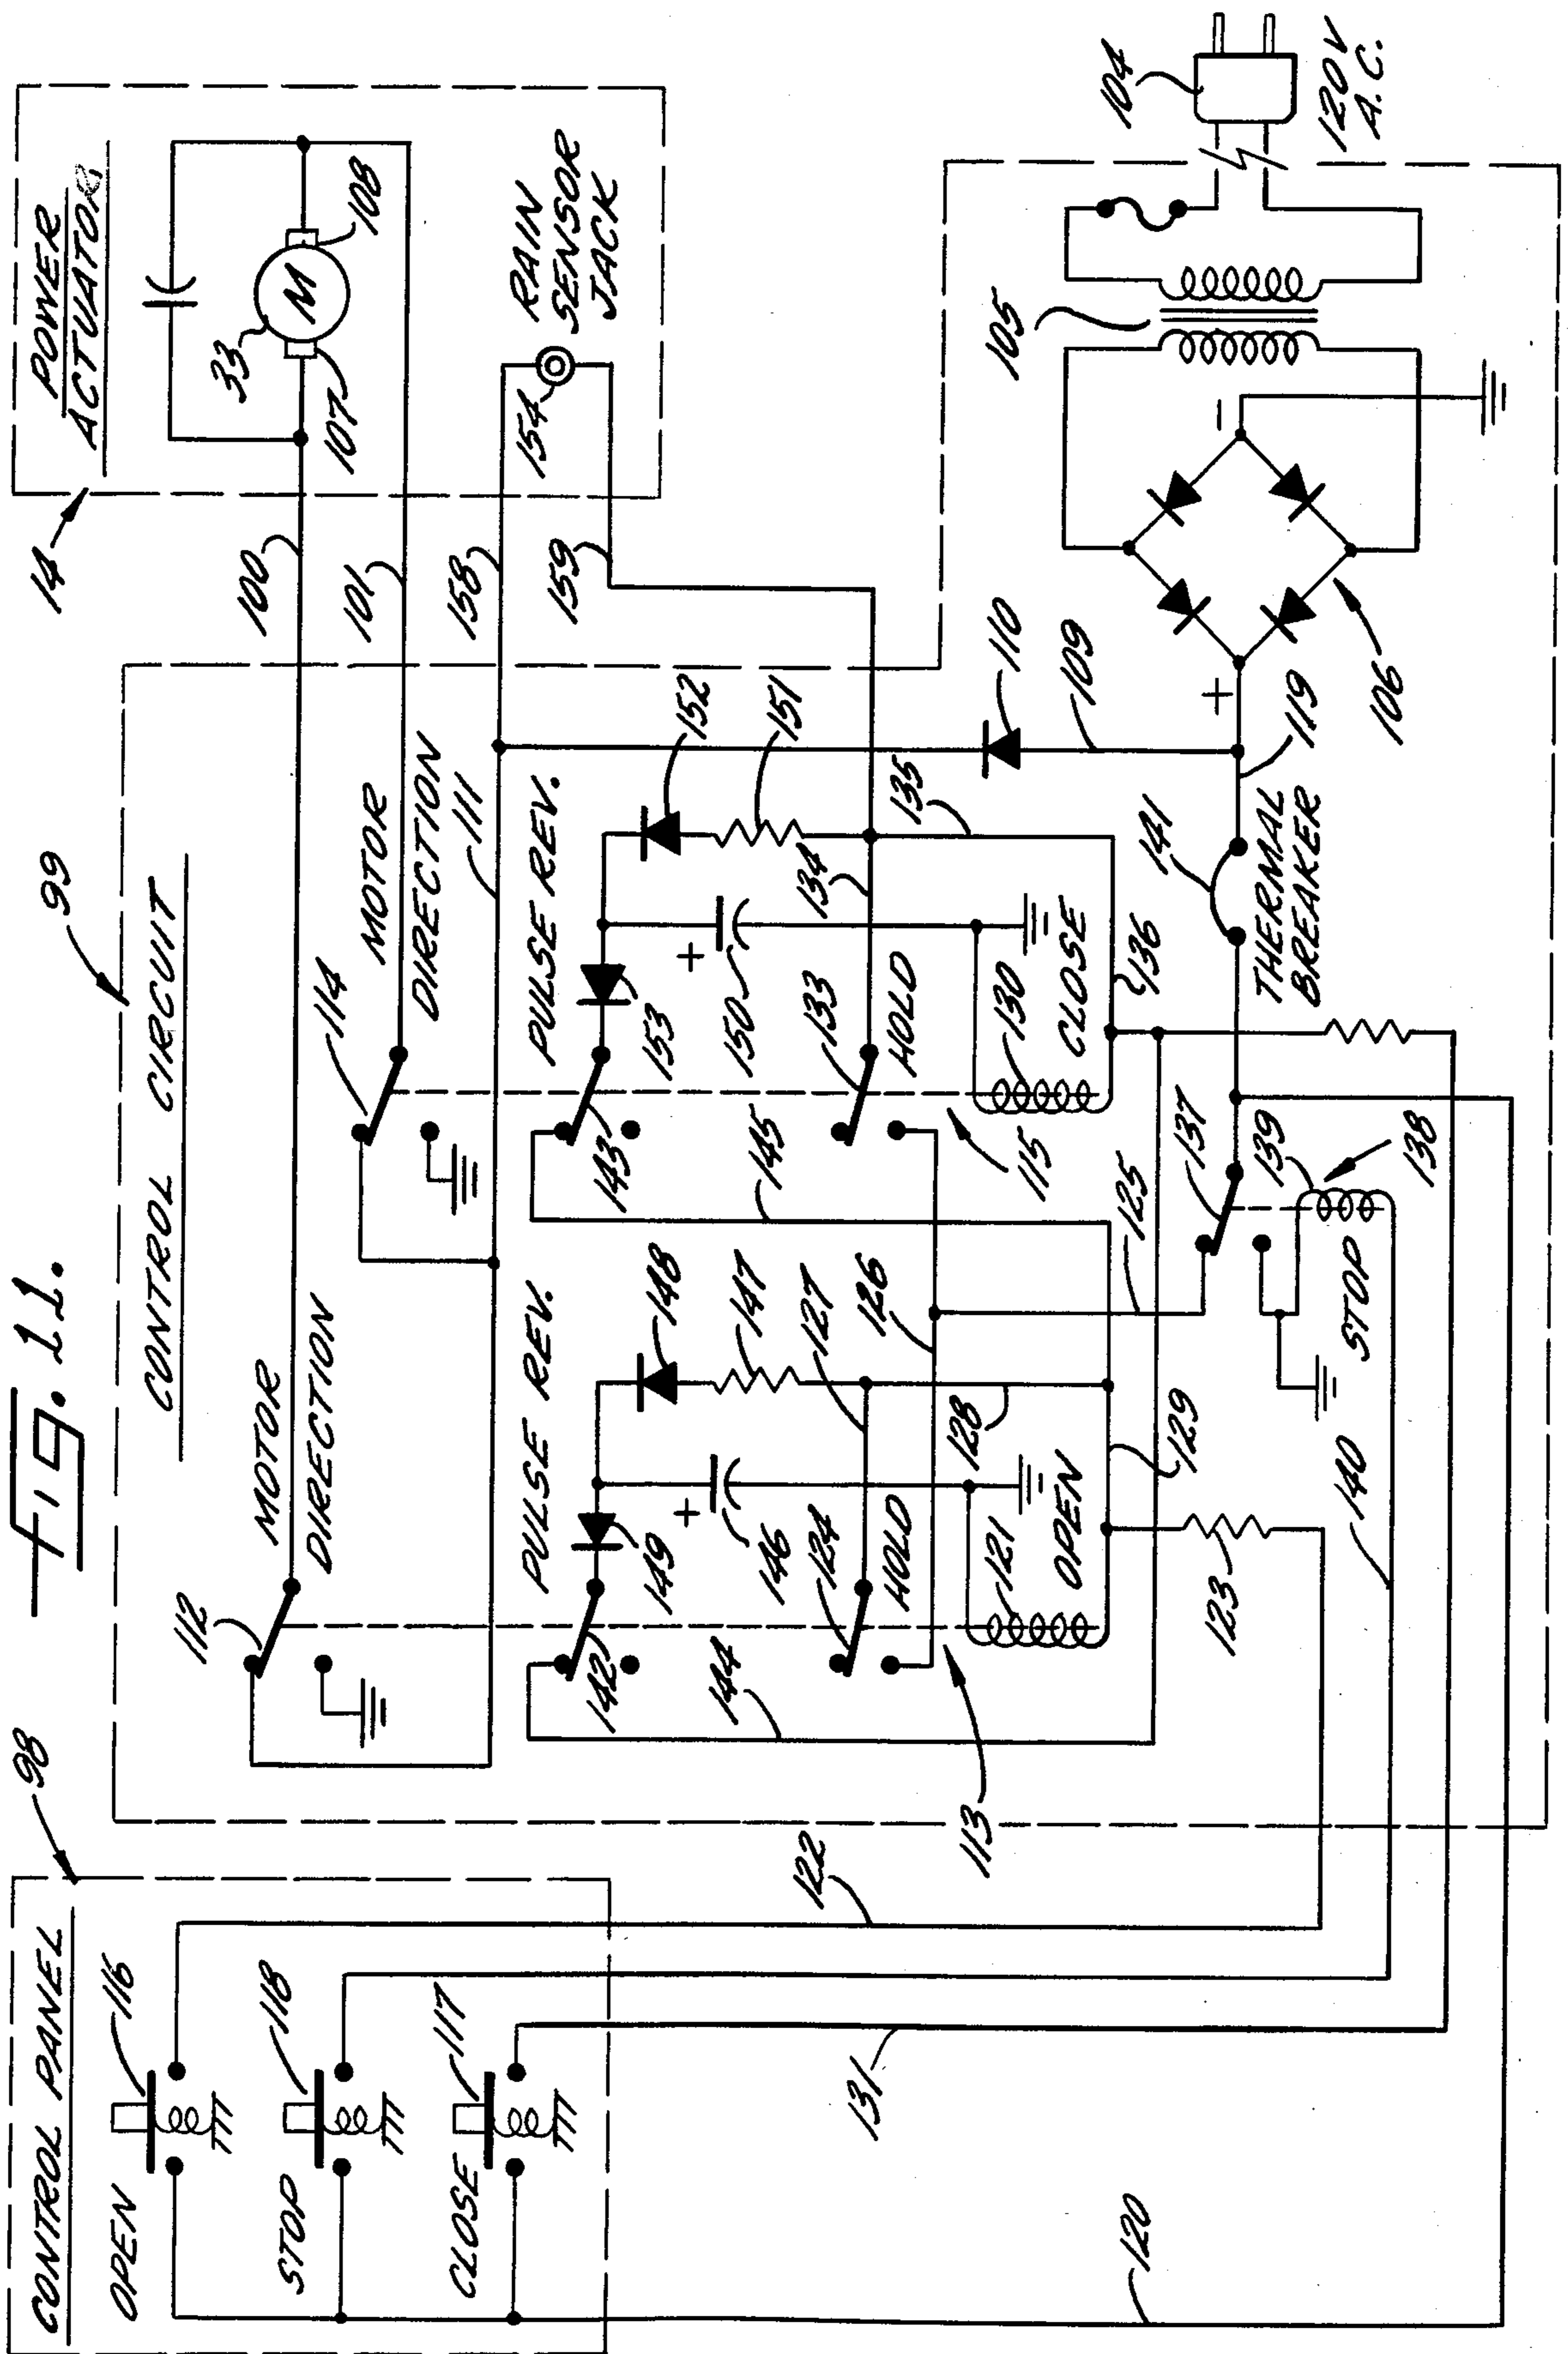 Fig. 11.
CONTROL PANEL
98
OPEN
116
STOP
118
CLOSE
117
122
131
120
CONTROL CIRCUIT
99
112
MOTOR
DIRECTION
114
MOTOR
DIRECTION
111
PULSE REV.
148
147
142
149
144
+
146
127
124
HOLD
126
121
OPEN
128
129
123
113
PULSE REV.
152
151
143
153
145
+
150
134
133
HOLD
135
130
CLOSE
136
115
125
137
139
138
STOP
140
141
THERMAL
BREAKER
119
109
110
+
-
106
105
104
120V
A.C.
14
POWER
ACTUATOR
33
M
107
108
100
101
158
159
154
RAIN
SENSOR
JACK